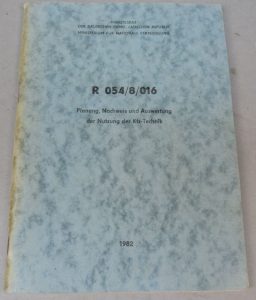 MINISTERRAT
DER DEUTSCHEN DEMOKRATISCHEN REPUBLIK
MINISTERIUM FÜR NATIONALE VERTEIDIGUNG
R 054/8/016
Planung, Nachweis und Auswertung
der Nutzung der Kfz-Technik
1982